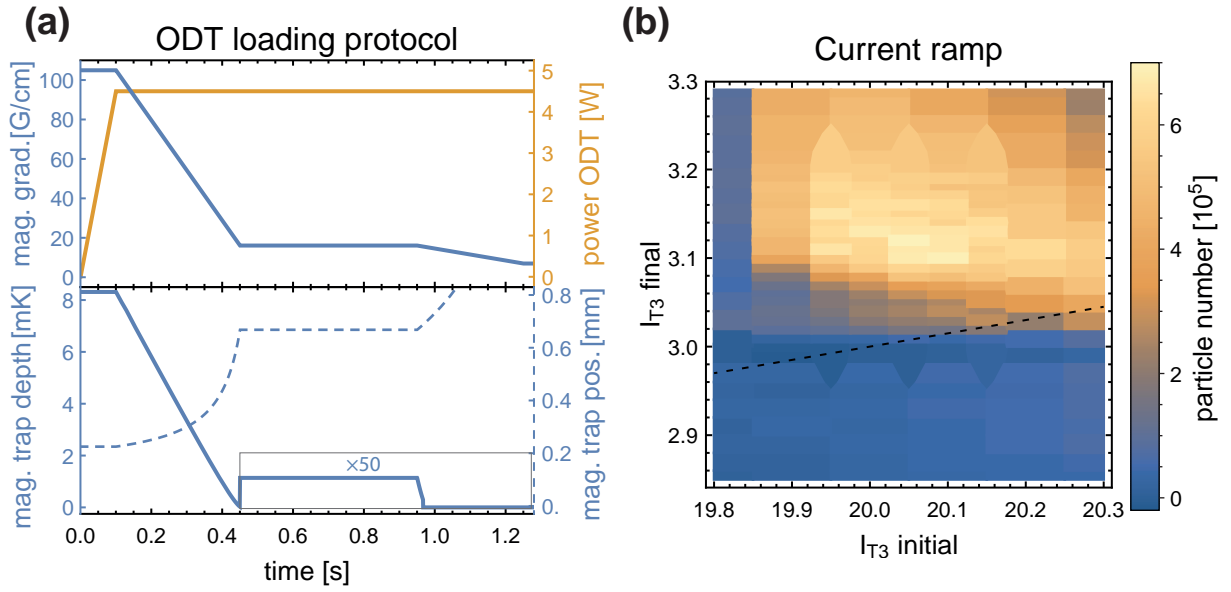 (a)
ODT loading protocol
mag. grad.[G/cm]
100
80
60
40
20
0
5
4
3
2
1
0
power ODT [W]
mag. trap depth[mK]
8
6
4
2
0
0.8
0.6
0.4
0.2
0.
mag. trap pos. [mm]
×50
0.0 0.2 0.4 0.6 0.8 1.0 1.2
time [s]
(b)
Current ramp
I_T3 final
3.3
3.2
3.1
3.0
2.9
19.8 19.9 20.0 20.1 20.2 20.3
I_T3 initial
6
4
2
0
particle number [10⁵]